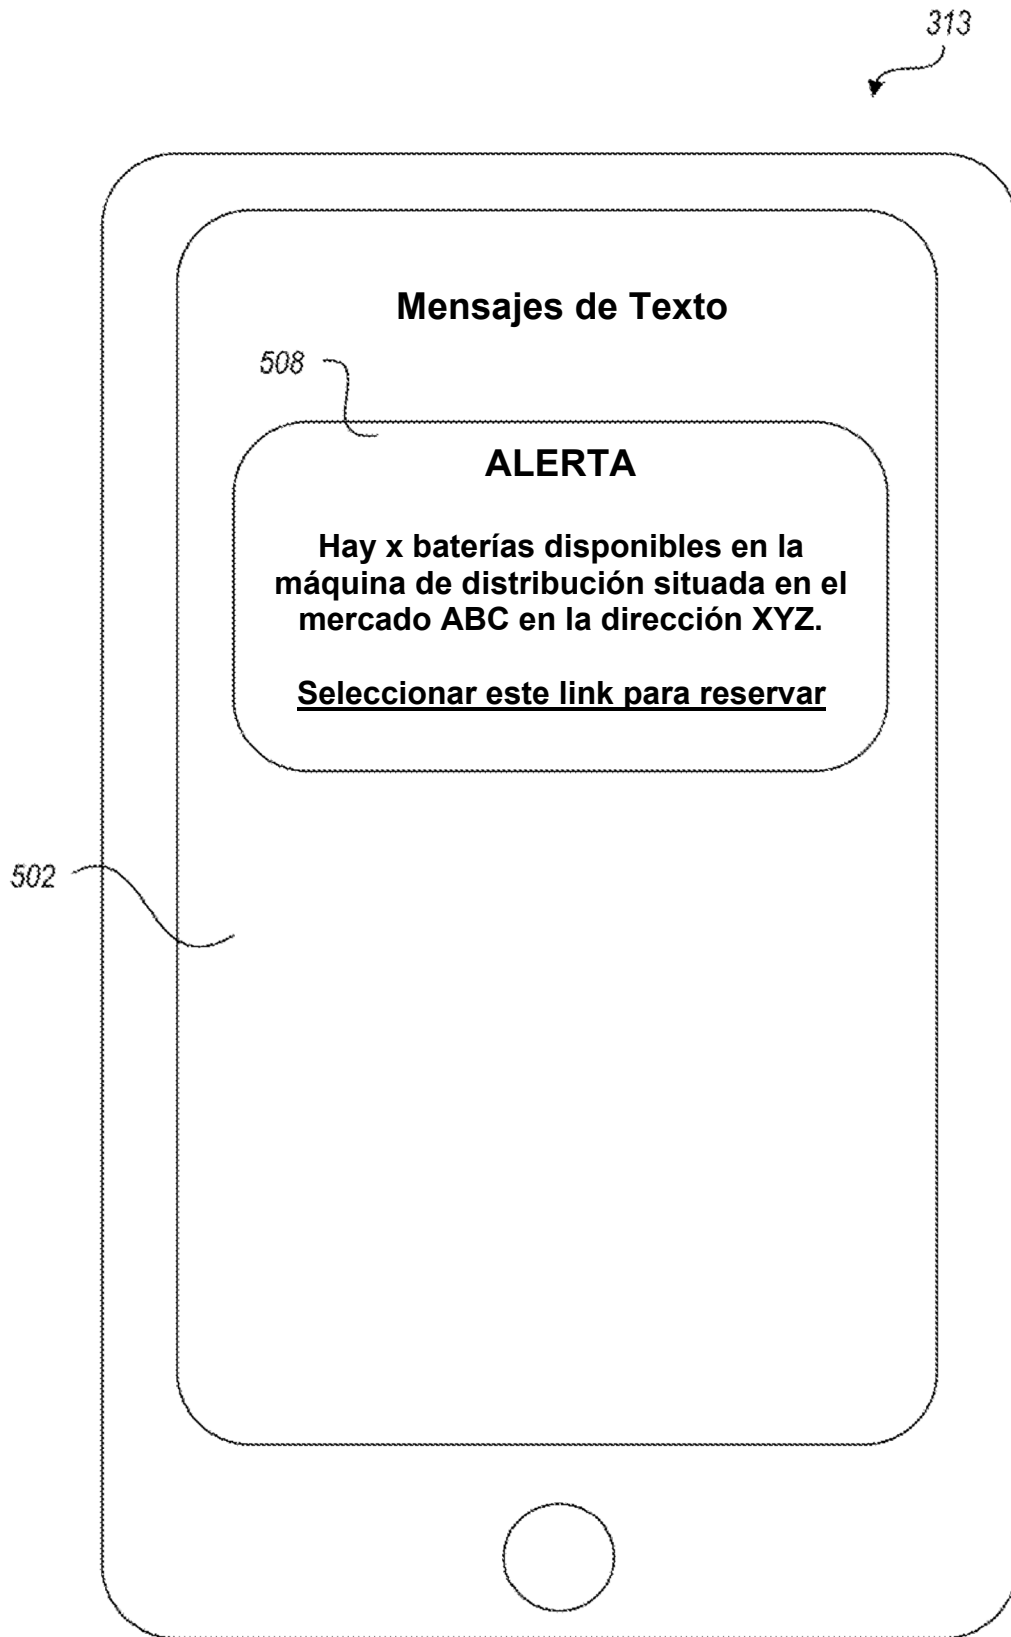 313
Mensajes de Texto
508
ALERTA
Hay x baterías disponibles en la
máquina de distribución situada en el
mercado ABC en la dirección XYZ.
Seleccionar este link para reservar
502